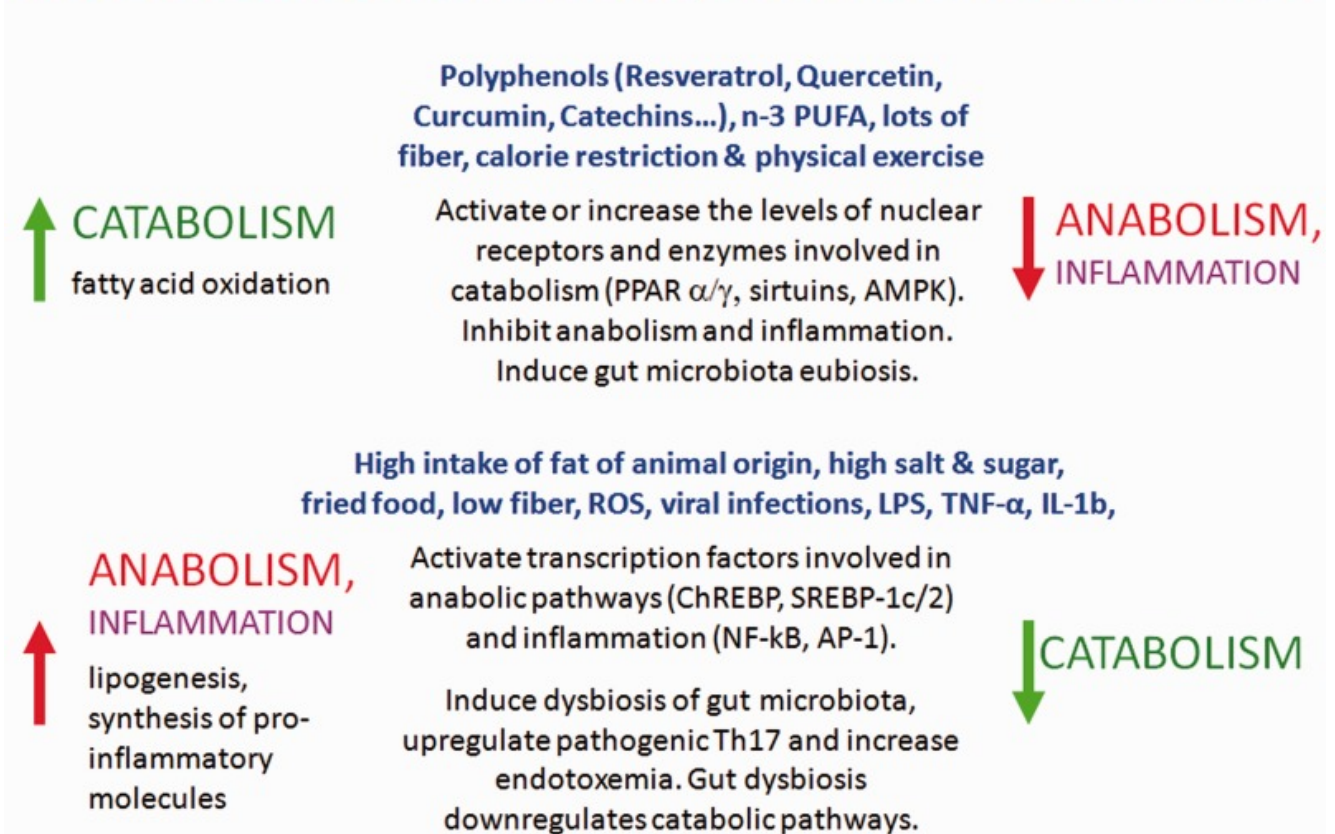 Polyphenols (Resveratrol, Quercetin,
Curcumin, Catechins...), n-3 PUFA, lots of
fiber, calorie restriction & physical exercise
CATABOLISM
fatty acid oxidation
Activate or increase the levels of nuclear
receptors and enzymes involved in
catabolism (PPAR α/γ, sirtuins, AMPK).
Inhibit anabolism and inflammation.
Induce gut microbiota eubiosis.
ANABOLISM,
INFLAMMATION
High intake of fat of animal origin, high salt & sugar,
fried food, low fiber, ROS, viral infections, LPS, TNF-α, IL-1b,
ANABOLISM,
INFLAMMATION
lipogenesis,
synthesis of pro-
inflammatory
molecules
Activate transcription factors involved in
anabolic pathways (ChREBP, SREBP-1c/2)
and inflammation (NF-kB, AP-1).
Induce dysbiosis of gut microbiota,
upregulate pathogenic Th17 and increase
endotoxemia. Gut dysbiosis
downregulates catabolic pathways.
CATABOLISM